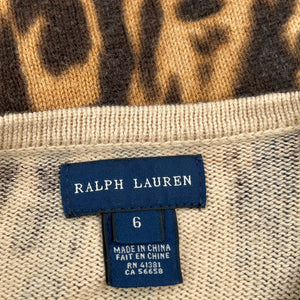 RALPH LAUREN
6
MADE IN CHINA
FAIT EN CHINE
RN 41381
CA 56658